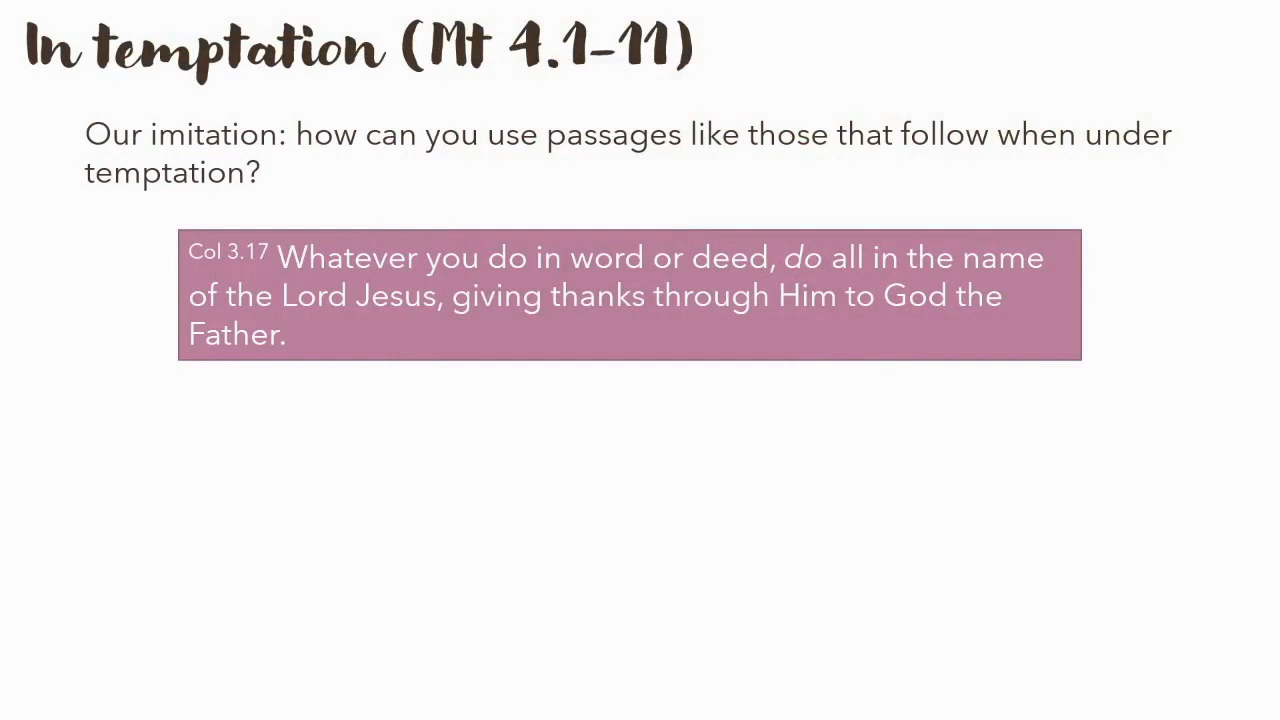 In temptation (Mt 4.1-11)
Our imitation: how can you use passages like those that follow when under
temptation?
Col 3.17 Whatever you do in word or deed, do all in the name
of the Lord Jesus, giving thanks through Him to God the
Father.